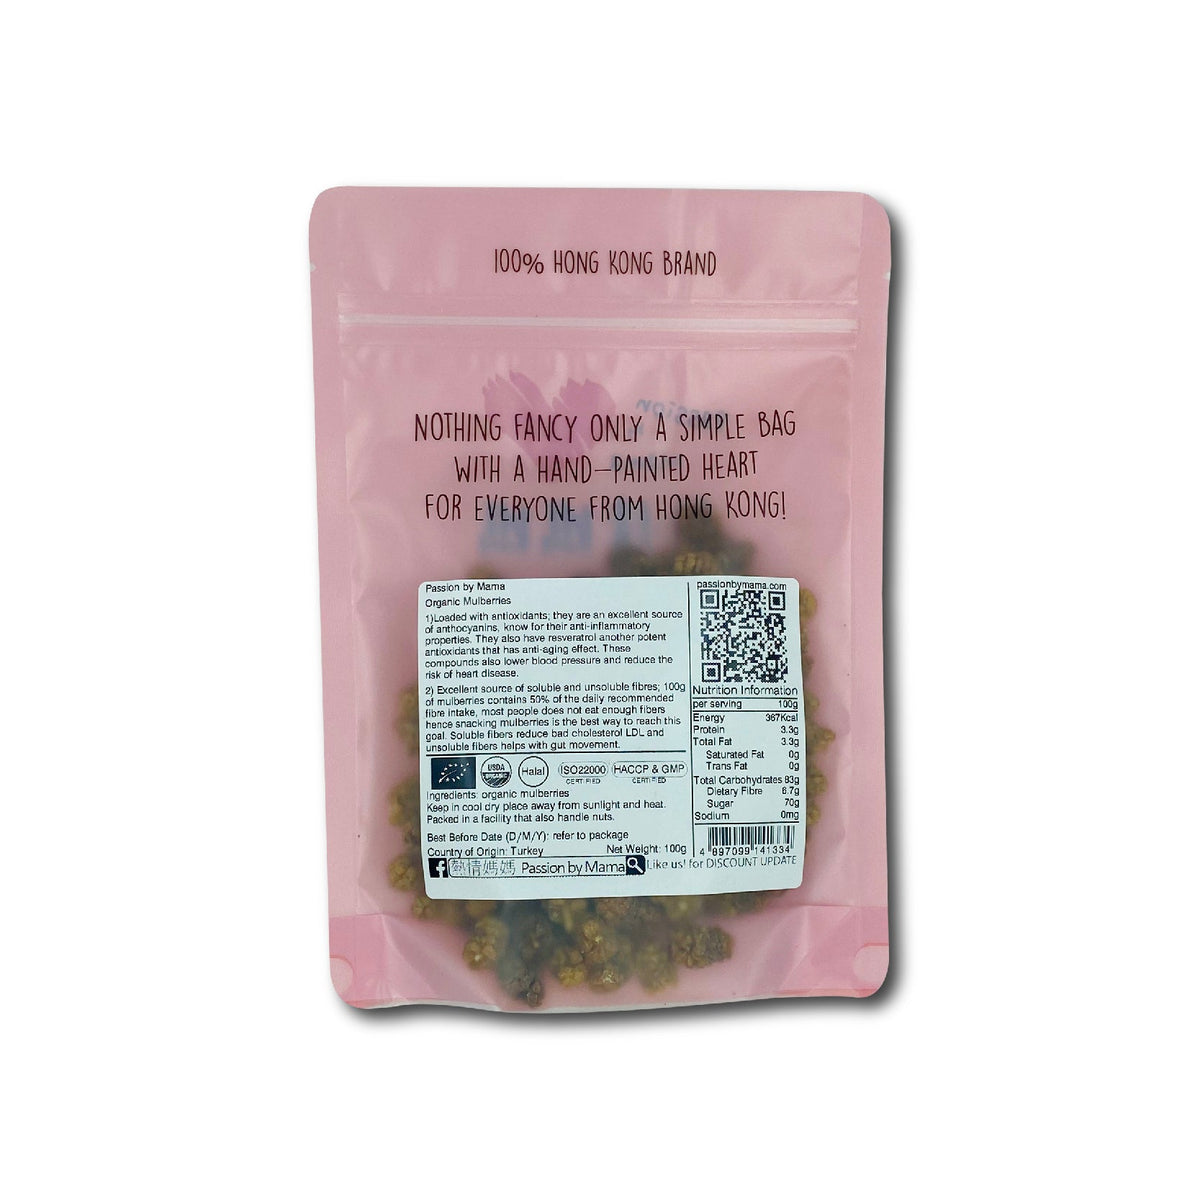 100% HONG KONG BRAND
NOTHING FANCY ONLY A SIMPLE BAG
WITH A HAND-PAINTED HEART
FOR EVERYONE FROM HONG KONG!
Passion by Mama
Organic Mulberries
1)Loaded with antioxidants; they are an excellent source
of anthocyanins, know for their anti-inflammatory
properties. They also have resveratrol another potent
antioxidants that has anti-aging effect. These
compounds also lower blood pressure and reduce the
risk of heart disease.
2) Excellent source of soluble and unsoluble fibres; 100g
of mulberries contains 50% of the daily recommended
fibre intake, most people does not eat enough fibers
hence snacking mulberries is the best way to reach this
goal. Soluble fibers reduce bad cholesterol LDL and
unsoluble fibers helps with gut movement.
USDA
ORGANIC
Halal
ISO22000
CERTIFIED
HACCP & GMP
CERTIFIED
Ingredients: organic mulberries
Keep in cool dry place away from sunlight and heat.
Packed in a facility that also handle nuts.
Best Before Date (D/M/Y): refer to package
Country of Origin: Turkey Net Weight: 100g
passionbymama.com
Nutrition Information
per serving 100g
Energy 367Kcal
Protein 3.3g
Total Fat 3.3g
Saturated Fat 0g
Trans Fat 0g
Total Carbohydrates 83g
Dietary Fibre 6.7g
Sugar 70g
Sodium 0mg
4 897099 141334
f 熱情媽媽 Passion by Mama Like us! for DISCOUNT UPDATE